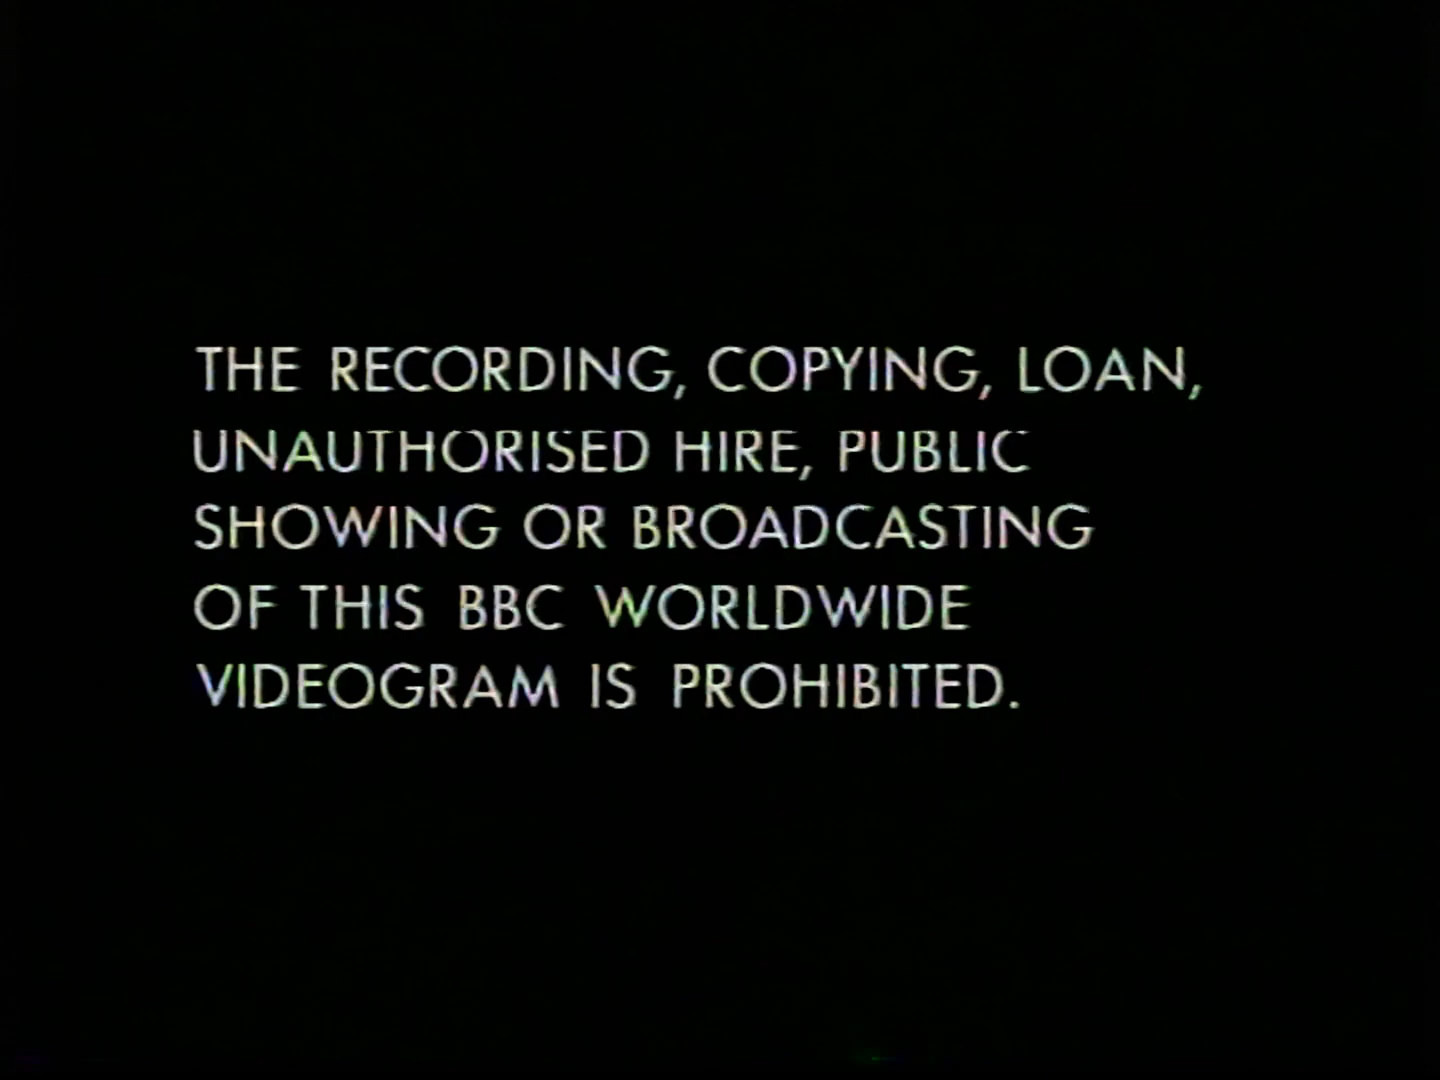 THE RECORDING, COPYING, LOAN,
UNAUTHORISED HIRE, PUBLIC
SHOWING OR BROADCASTING
OF THIS BBC WORLDWIDE
VIDEOGRAM IS PROHIBITED.